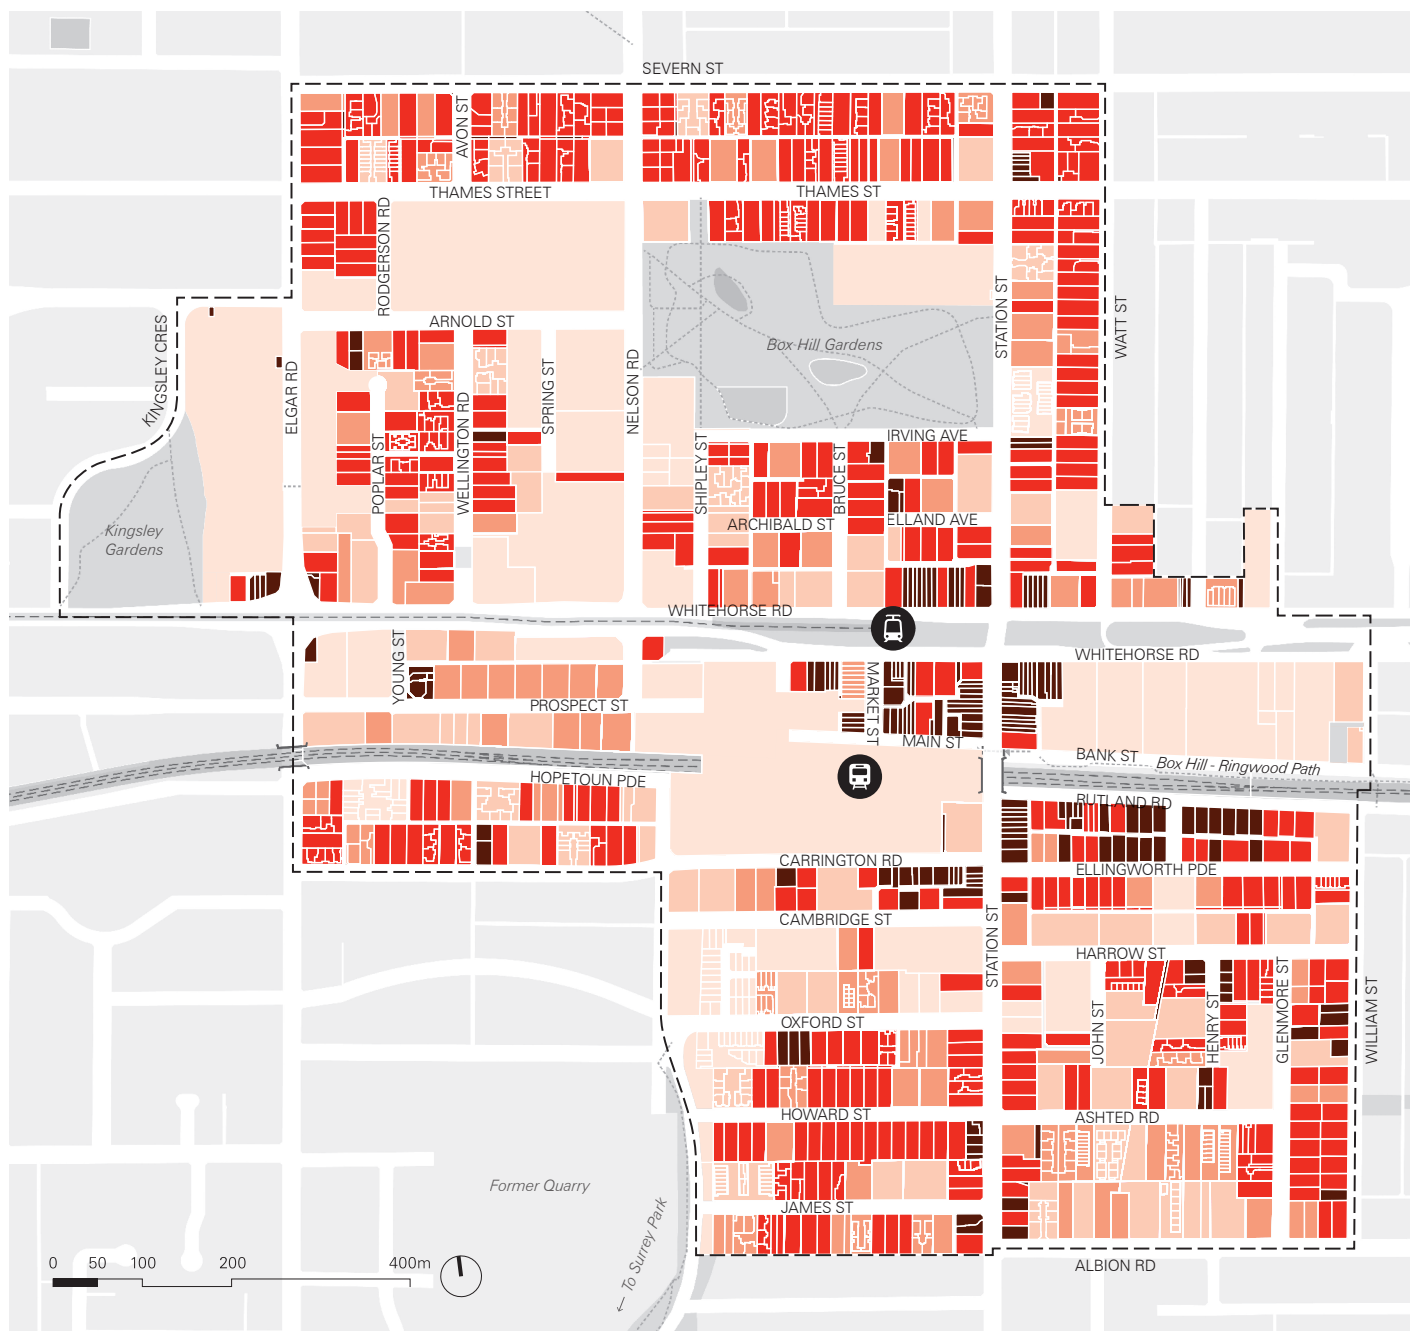 SEVERN ST
AVON ST
THAMES STREET
THAMES ST
RODGERSON RD
ARNOLD ST
KINGSLEY CRES
ELGAR RD
SPRING ST
NELSON RD
Box Hill Gardens
STATION ST
WATT ST
POPLAR ST
WELLINGTON RD
SHIPLEY ST
BRUCE ST
IRVING AVE
Kingsley
Gardens
ARCHIBALD ST
ELLAND AVE
WHITEHORSE RD
YOUNG ST
WHITEHORSE RD
MARKET ST
PROSPECT ST
MAIN ST
BANK ST
Box Hill - Ringwood Path
HOPETOUN PDE
RUTLAND RD
CARRINGTON RD
ELLINGWORTH PDE
CAMBRIDGE ST
STATION ST
HARROW ST
OXFORD ST
JOHN ST
HENRY ST
GLENMORE ST
WILLIAM ST
HOWARD ST
ASHTED RD
Former Quarry
JAMES ST
← To Surrey Park
0 50 100 200 400m
ALBION RD